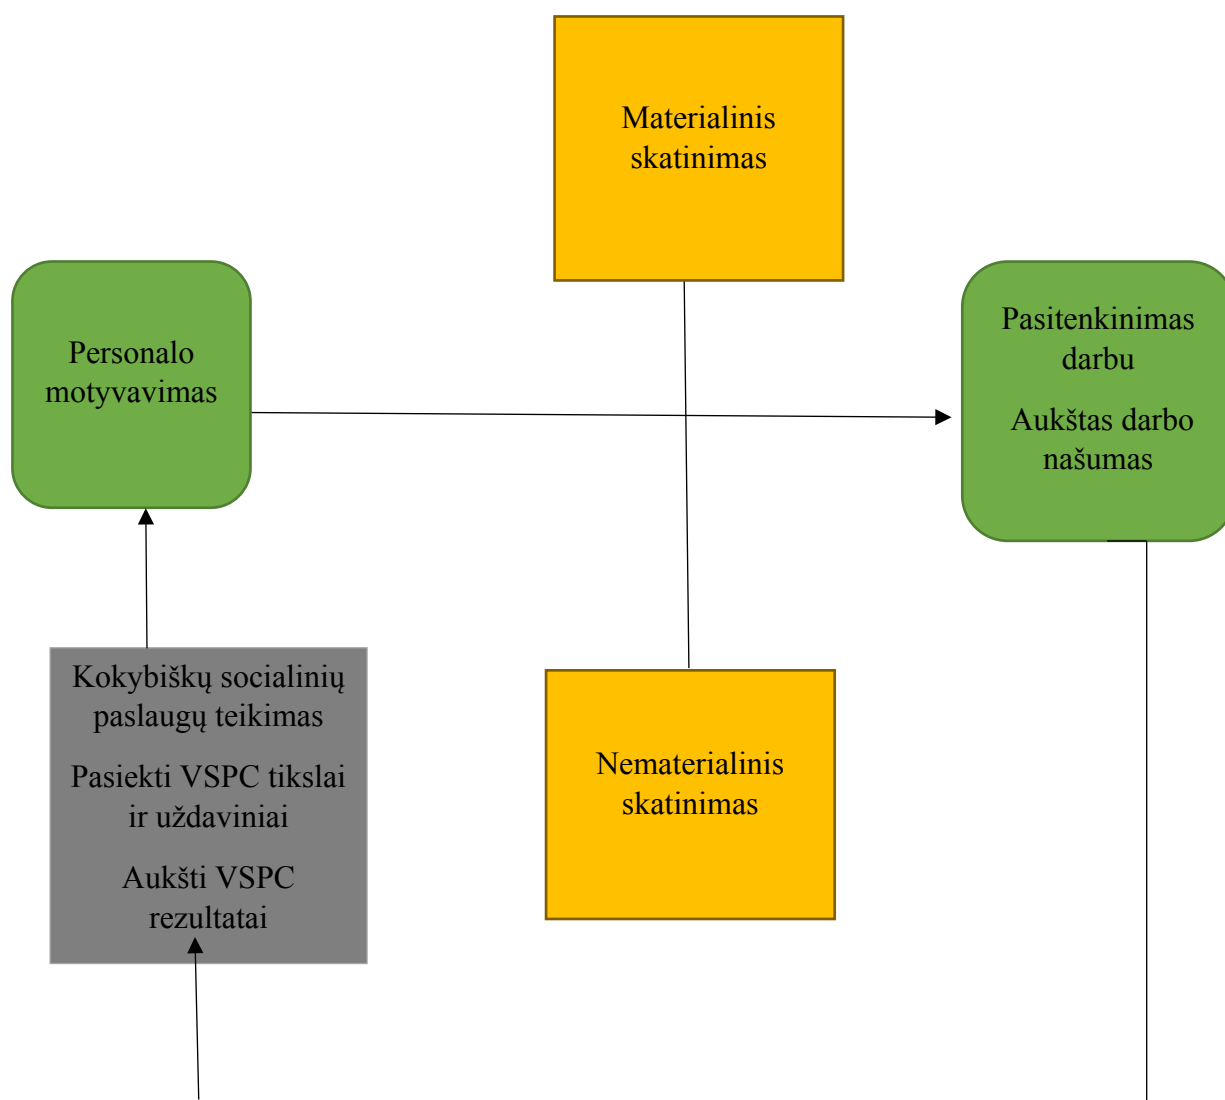 Materialinis
skatinimas
Personalo
motyvavimas
Pasitenkinimas
darbu
Aukštas darbo
našumas
Kokybiškų socialinių
paslaugų teikimas
Pasiekti VSPC tikslai
ir uždaviniai
Aukšti VSPC
rezultatai
Nematerialinis
skatinimas